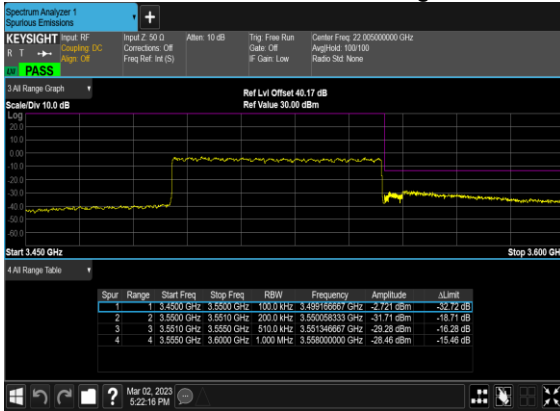 Spectrum Analyzer 1
Spurious Emissions
+
KEYSIGHT Input: RF Input Z: 50 Ω Atten: 10 dB Trig: Free Run Center Freq: 22.005000000 GHz
R T Coupling: DC Corrections: Off Gate: Off Avg|Hold: 100/100
Align: Off Freq Ref: Int (S) IF Gain: Low Radio Std: None
PASS
3 All Range Graph
Ref Lvl Offset 40.17 dB
Scale/Div 10.0 dB Ref Value 30.00 dBm
Log
20.0
10.0
0.00
-10.0
-20.0
-30.0
-40.0
-50.0
-60.0
Start 3.450 GHz Stop 3.600 GH
4 All Range Table
Spur Range Start Freq Stop Freq RBW Frequency Amplitude ΔLimit
1 1 3.4500 GHz 3.5500 GHz 100.0 kHz 3.499166667 GHz -2.721 dBm -32.72 dB
2 2 3.5500 GHz 3.5510 GHz 200.0 kHz 3.550058333 GHz -31.71 dBm -18.71 dB
3 3 3.5510 GHz 3.5550 GHz 510.0 kHz 3.551346667 GHz -29.28 dBm -16.28 dB
4 4 3.5550 GHz 3.6000 GHz 1.000 MHz 3.558000000 GHz -28.46 dBm -15.46 dB
?
Mar 02, 2023
5:22:16 PM